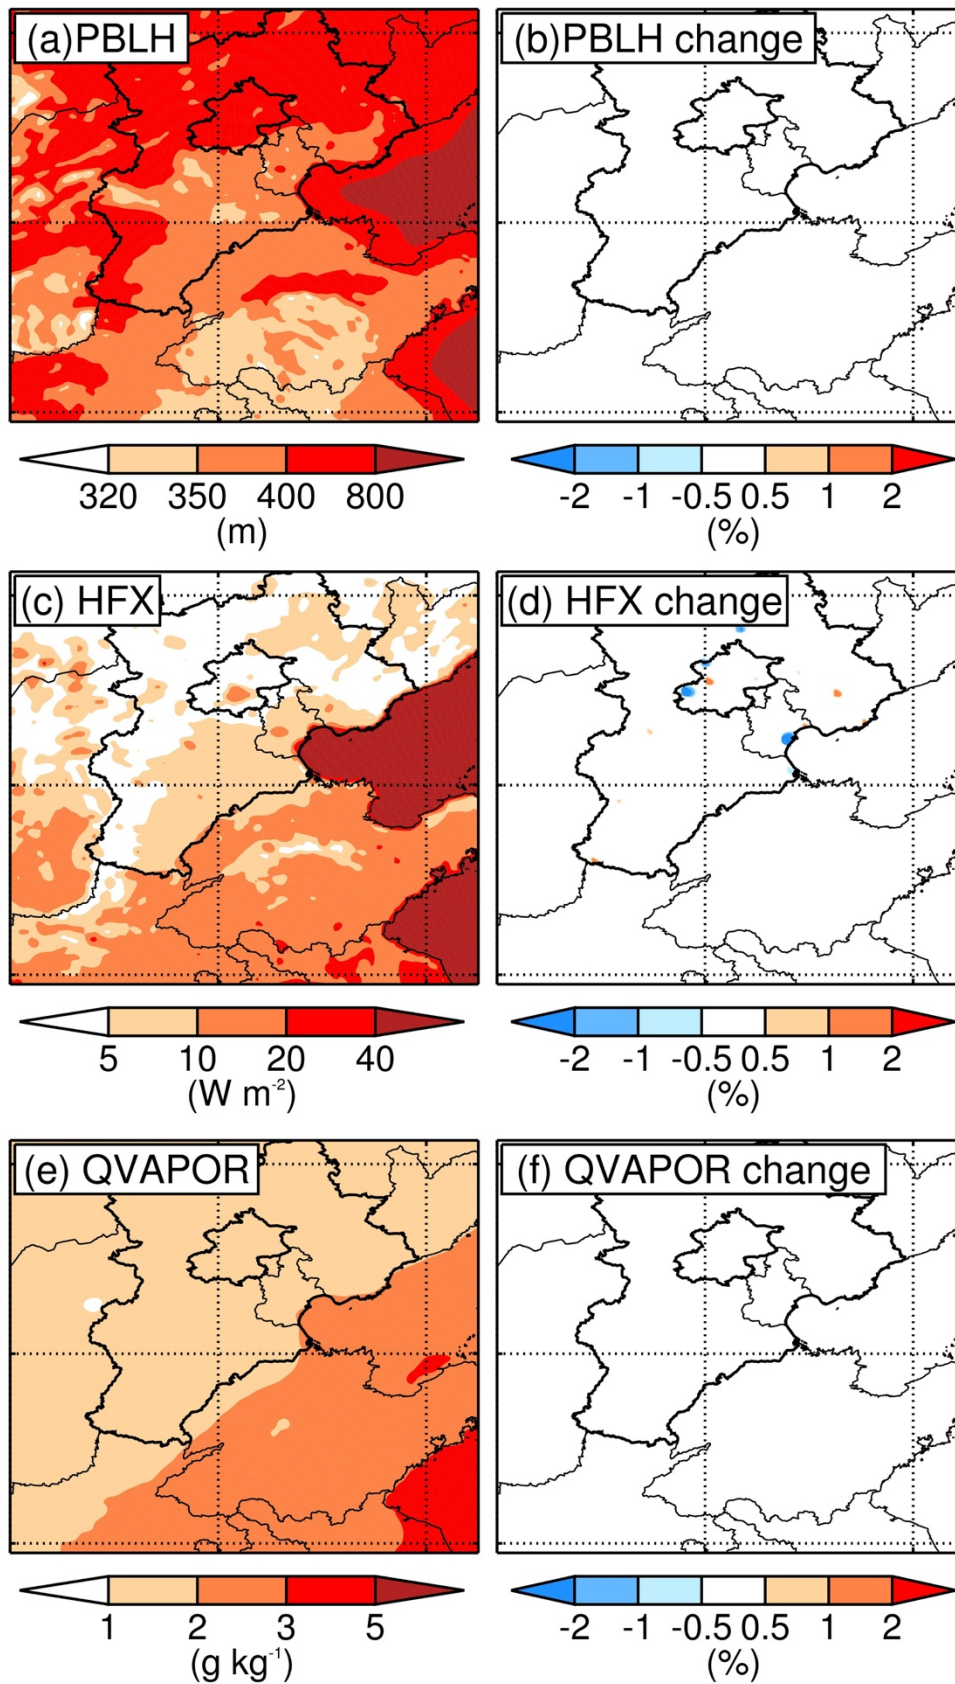 (a)PBLH
(b)PBLH change
320 350 400 800
(m)
-2 -1 -0.5 0.5 1 2
(%)
(c) HFX
(d) HFX change
5 10 20 40
(W m⁻²)
-2 -1 -0.5 0.5 1 2
(%)
(e) QVAPOR
(f) QVAPOR change
1 2 3 5
(g kg⁻¹)
-2 -1 -0.5 0.5 1 2
(%)